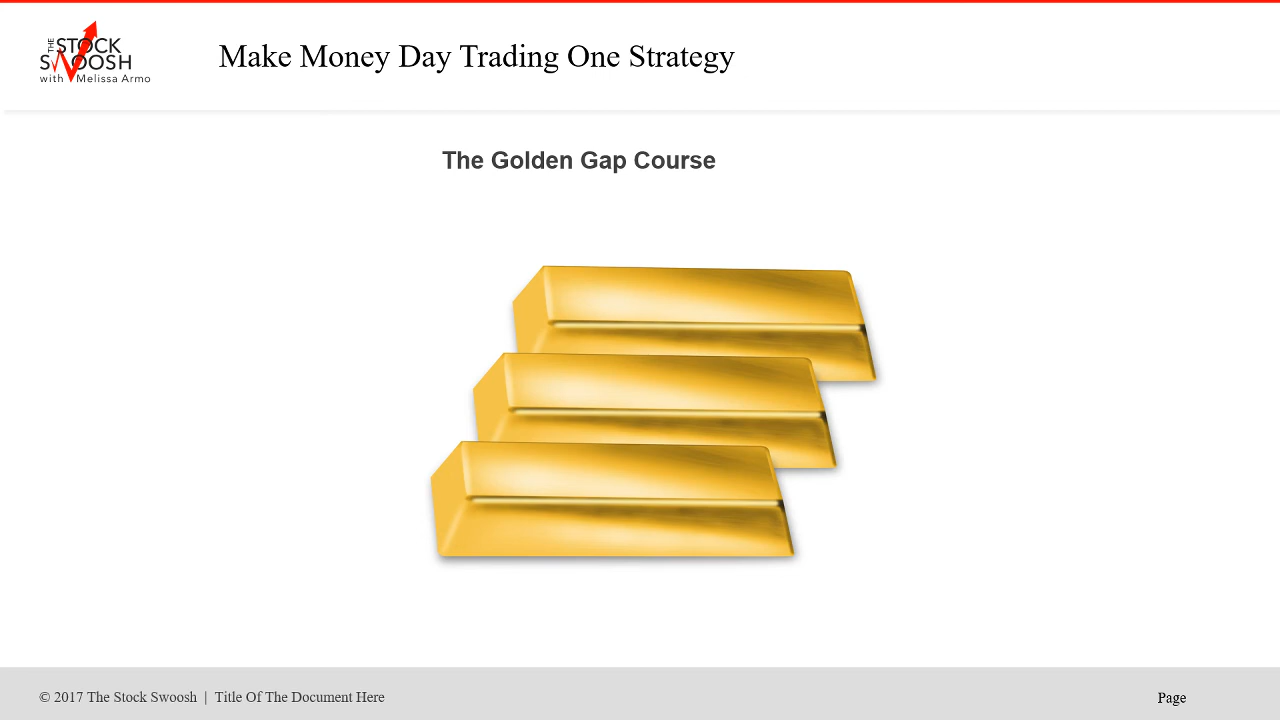 THE STOCK
SWOOSH
with Melissa Armo
Make Money Day Trading One Strategy
The Golden Gap Course
© 2017 The Stock Swoosh | Title Of The Document Here
Page